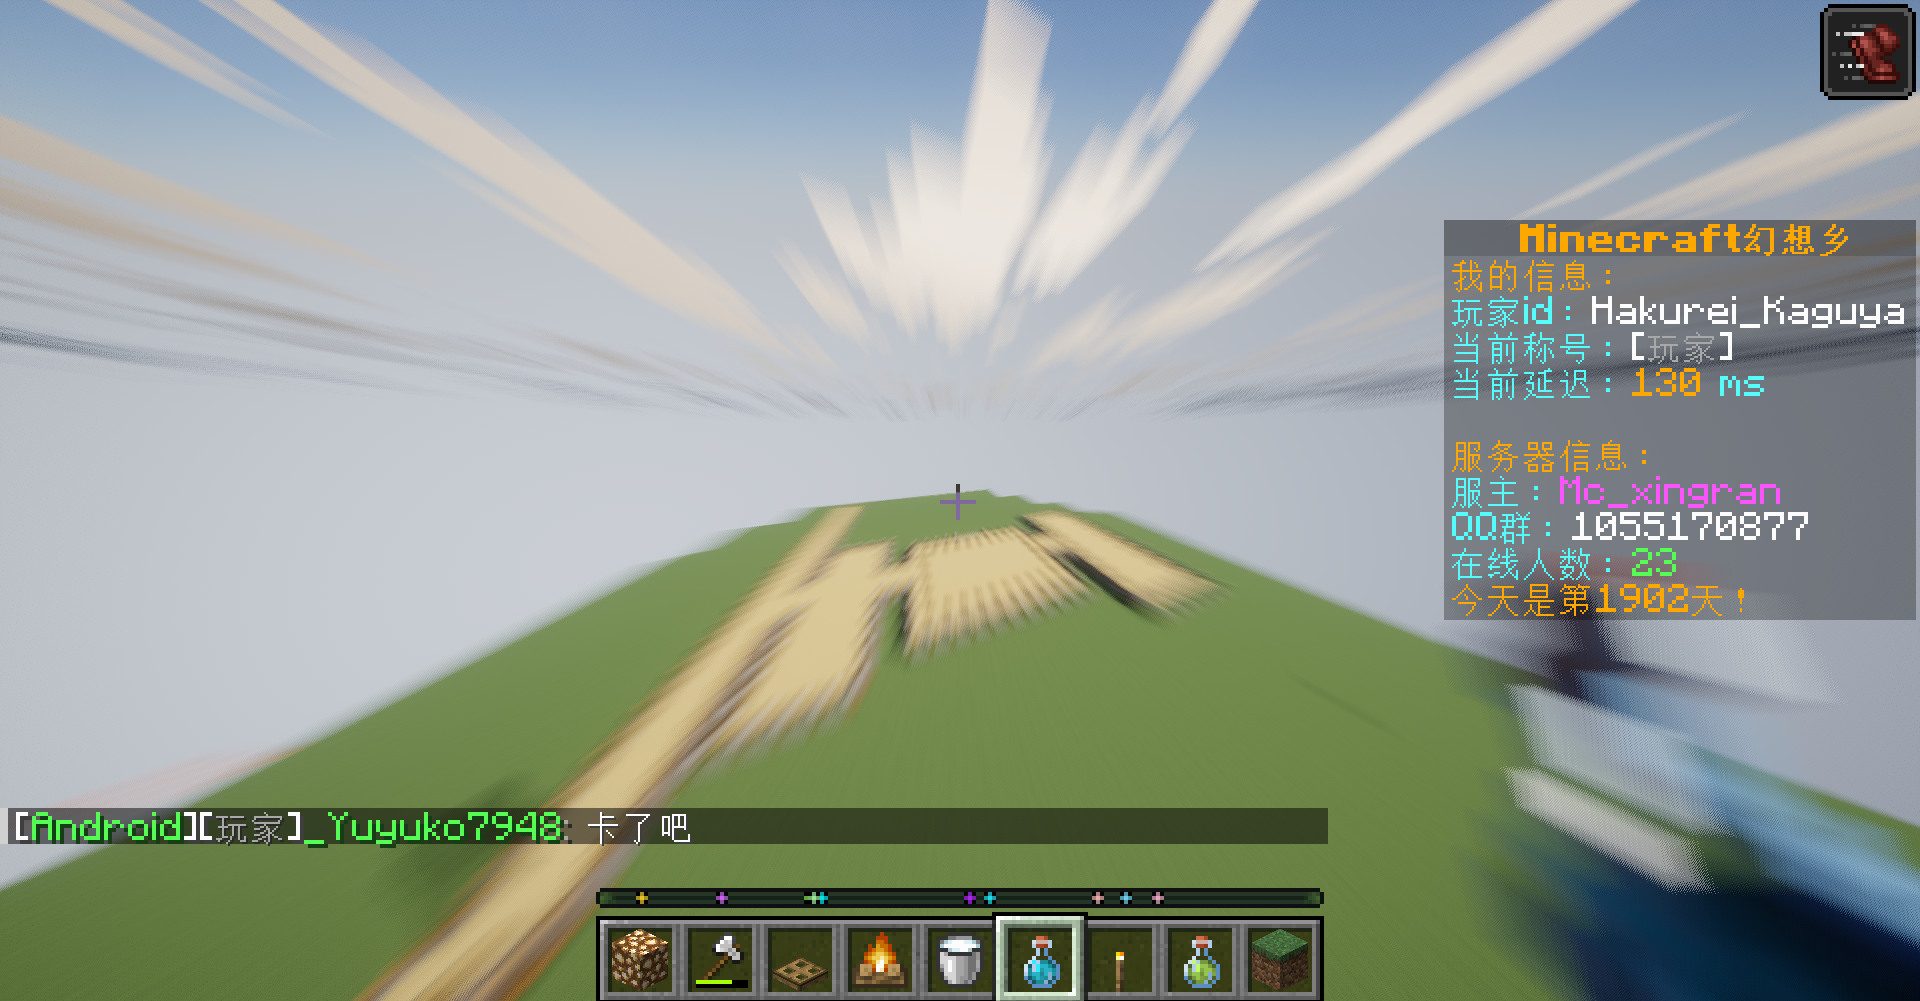 Minecraft幻想乡
我的信息：
玩家id：Hakurei_Kaguya
当前称号：[玩家]
当前延迟：130 ms
服务器信息：
服主：Mc_xingran
QQ群：1055170877
在线人数：23
今天是第1902天！
[Android][玩家]_Yuyuko7948: 卡了吧